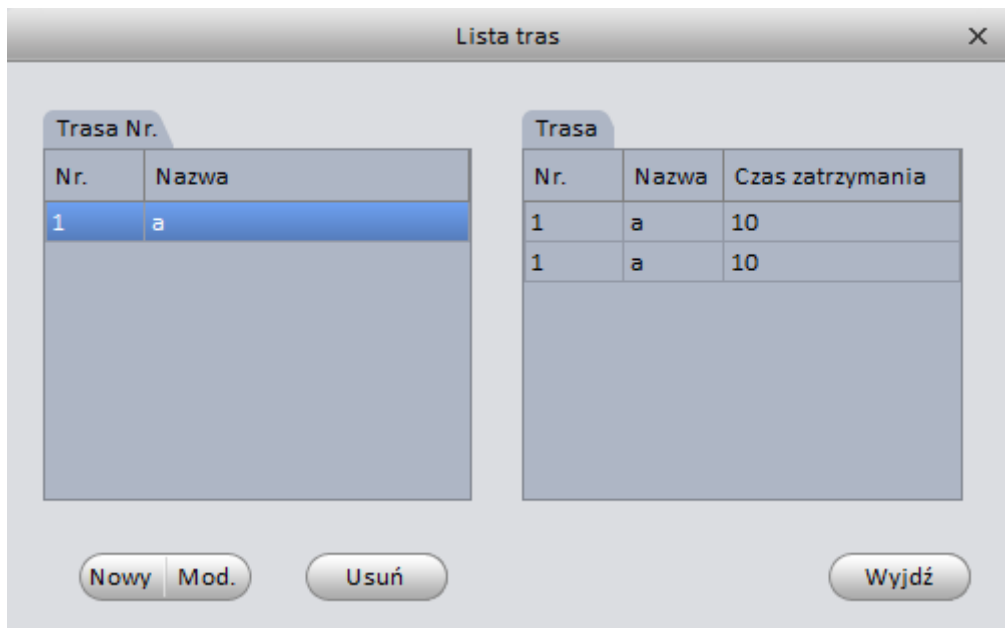 Lista tras
Trasa Nr.
Nr. Nazwa
1 a
Trasa
Nr. Nazwa Czas zatrzymania
1 a 10
1 a 10
Nowy Mod. Usuń Wyjdź